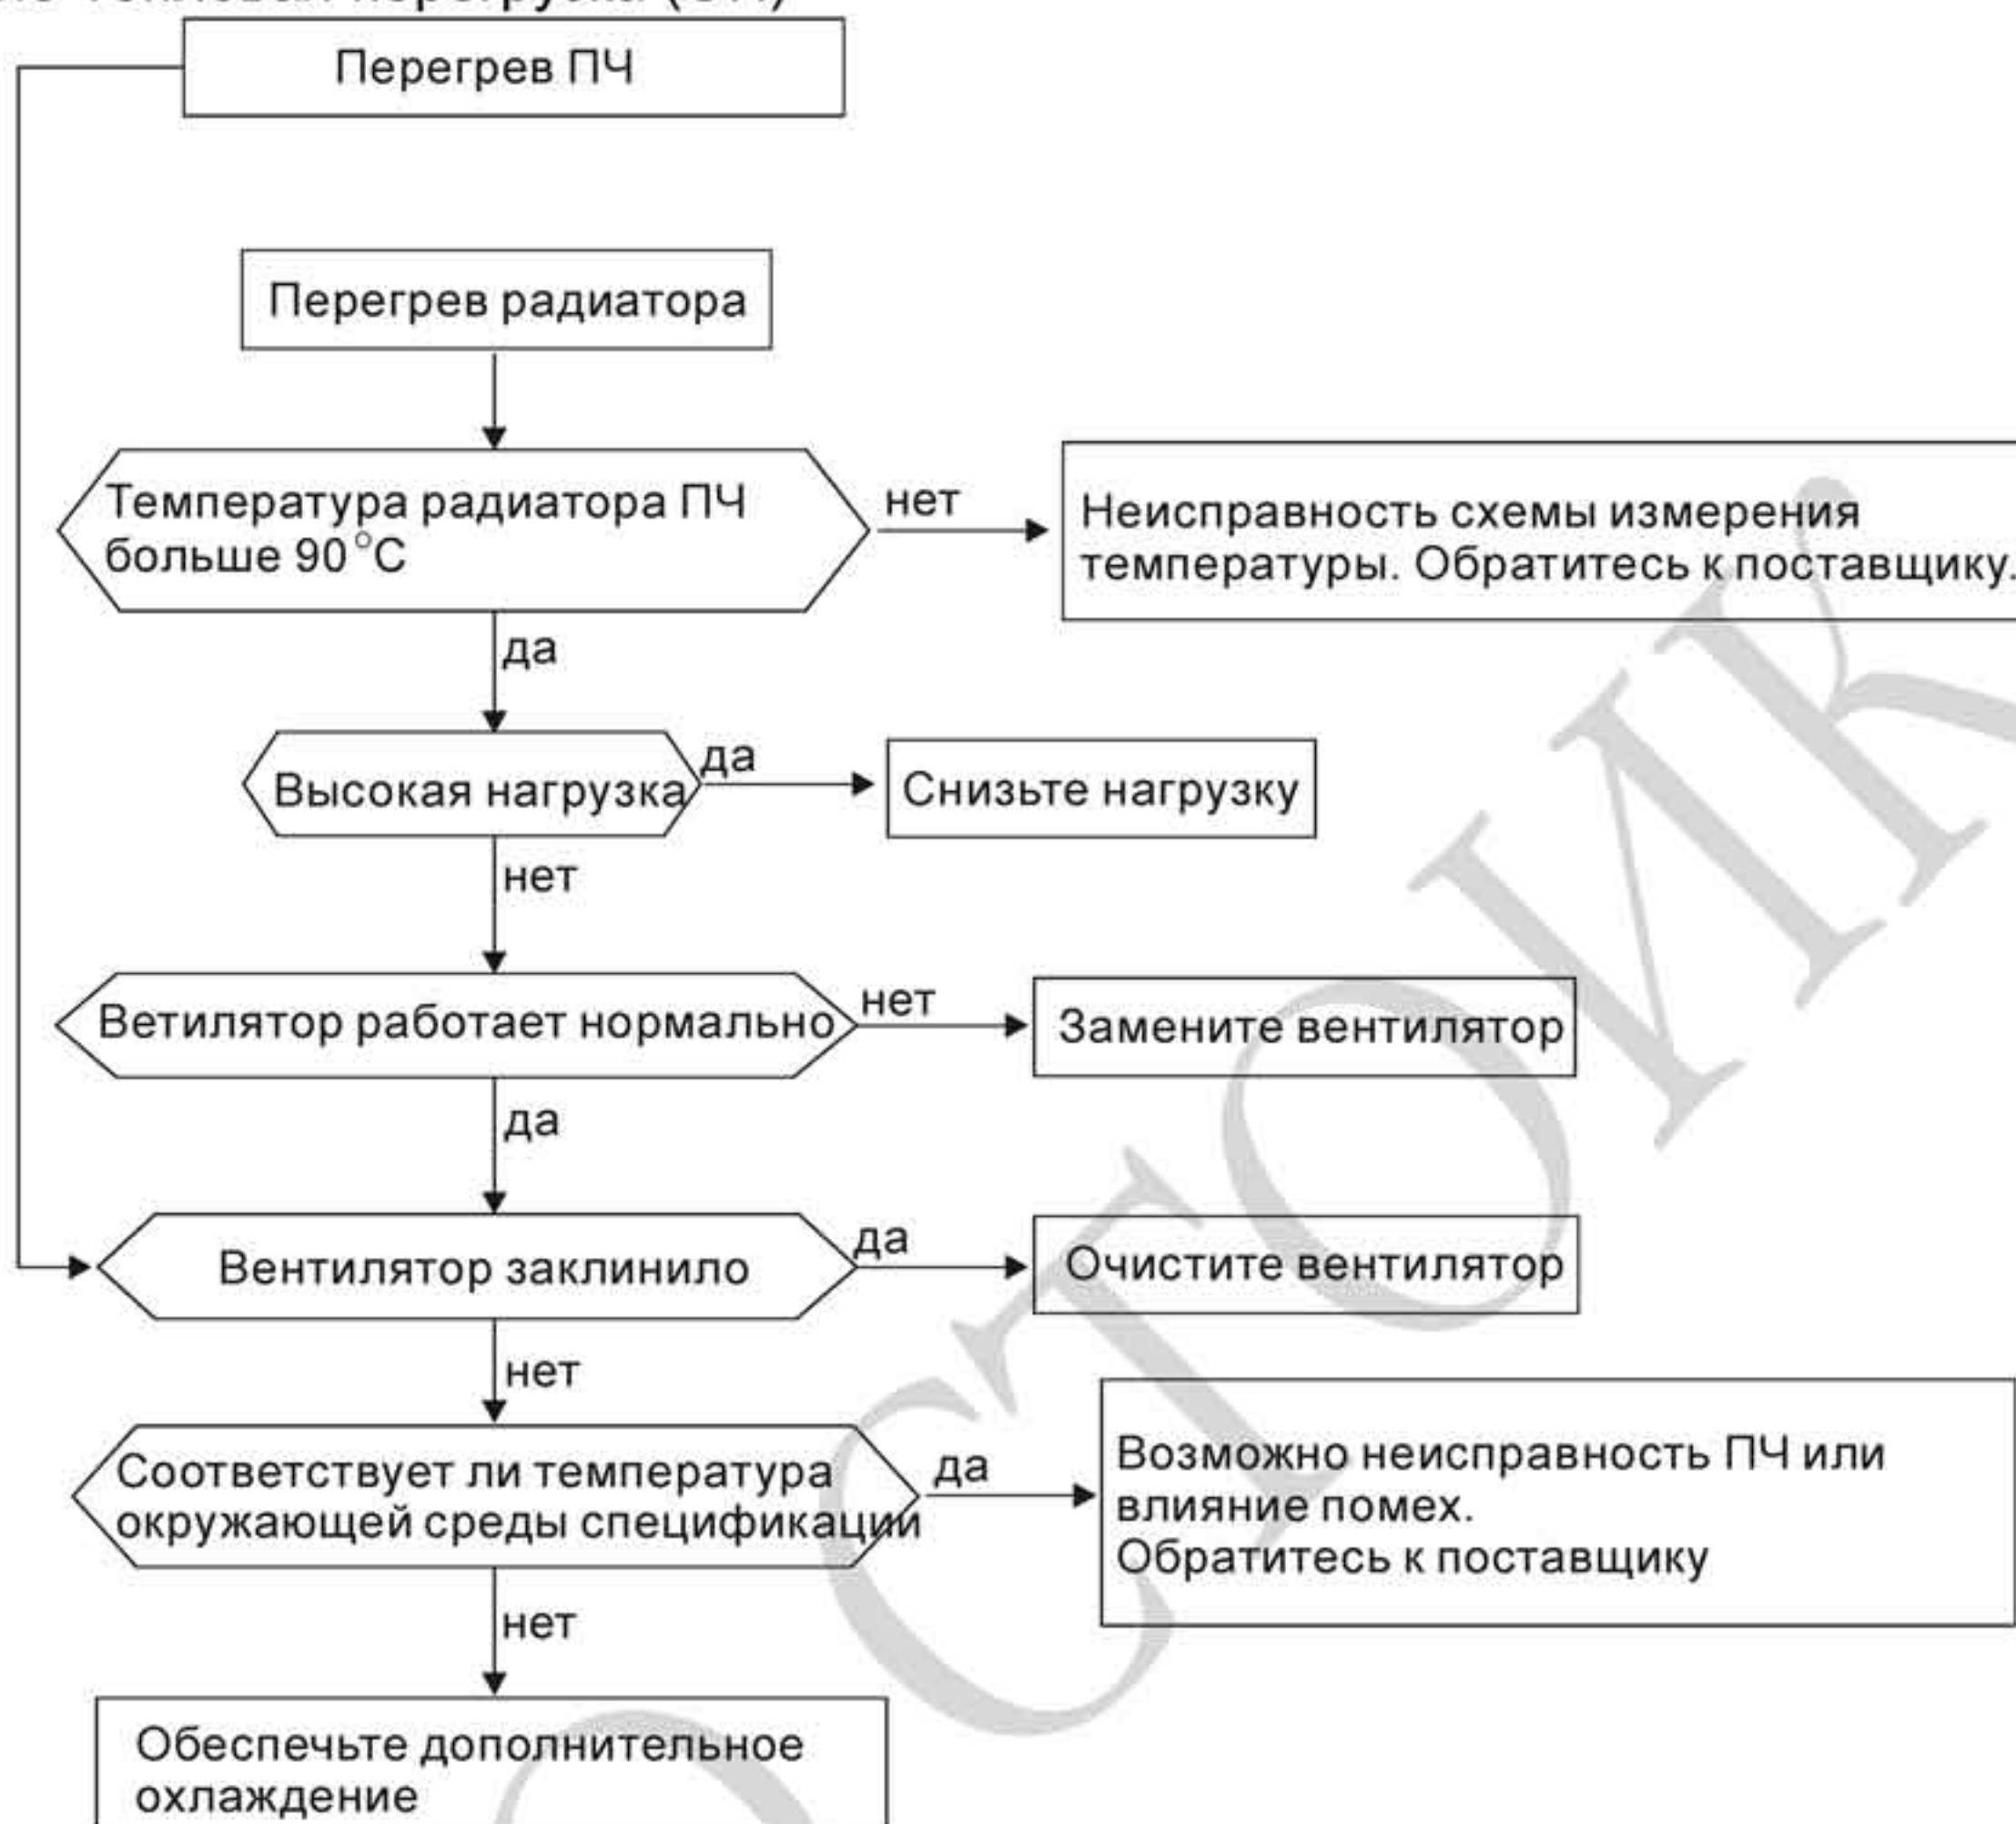 Перегрев ПЧ
Перегрев радиатора
Температура радиатора ПЧ
больше 90°C
нет
Неисправность схемы измерения
температуры. Обратитесь к поставщику.
да
Высокая нагрузка
да
Снизьте нагрузку
нет
Ветилятор работает нормально
нет
Замените вентилятор
да
Вентилятор заклинило
да
Очистите вентилятор
нет
Соответствует ли температура
окружающей среды спецификации
да
Возможно неисправность ПЧ или
влияние помех.
Обратитесь к поставщику
нет
Обеспечьте дополнительное
охлаждение